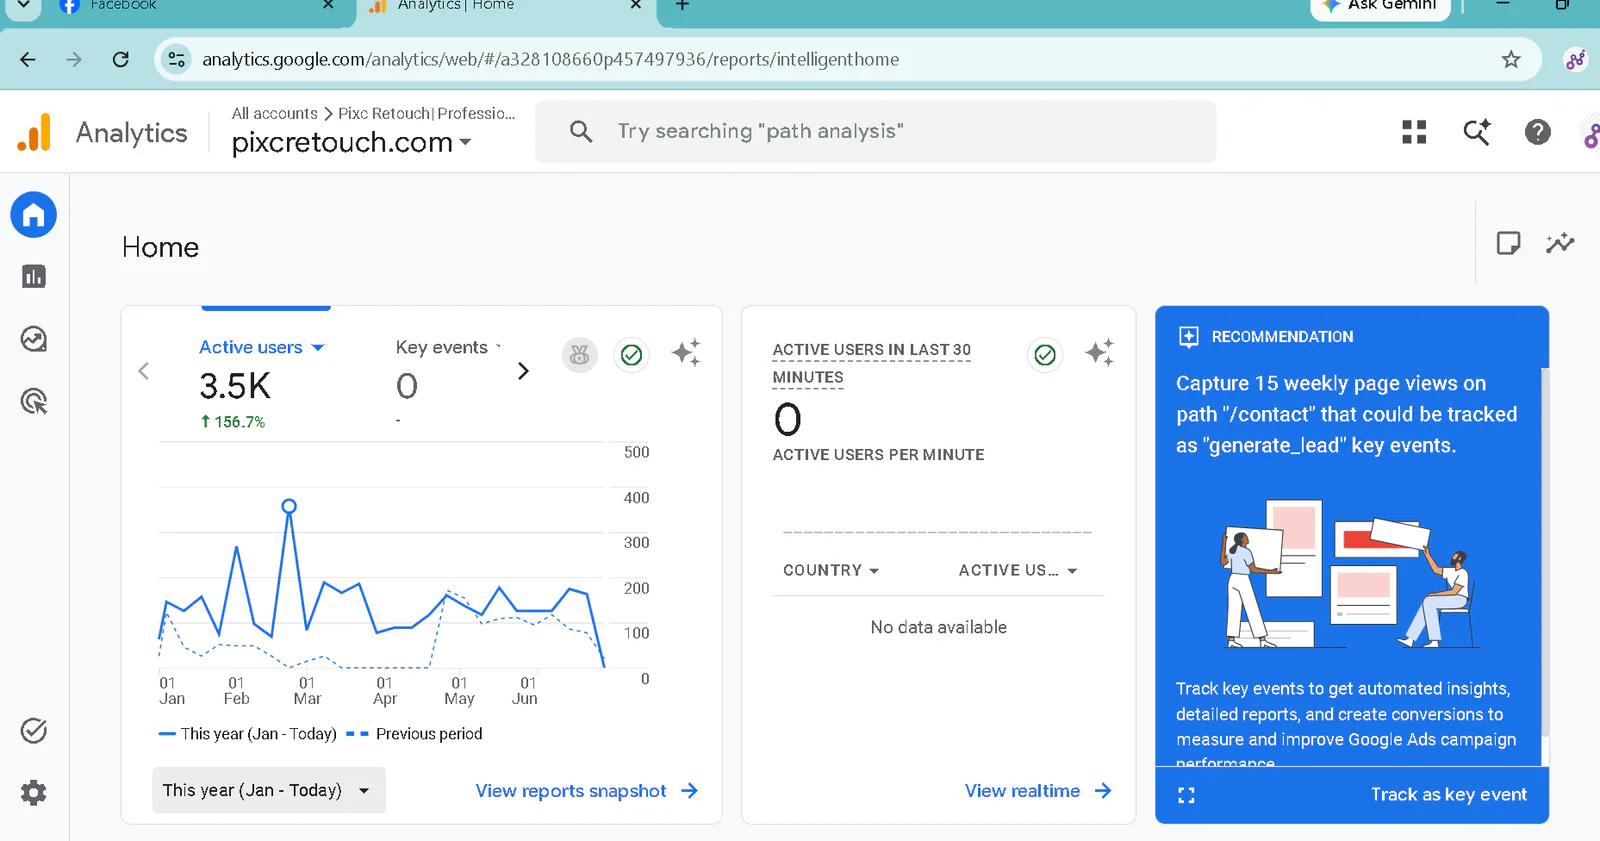 Facebook
Analytics | Home
Ask Gemini
analytics.google.com/analytics/web/#/a328108660p457497936/reports/intelligenthome
Analytics
All accounts > Pixc Retouch| Professio...
pixcretouch.com
Try searching "path analysis"
Home
Active users
3.5K
156.7%
Key events
0
-
500
400
300
200
100
0
01 Jan
01 Feb
01 Mar
01 Apr
01 May
01 Jun
This year (Jan - Today)
Previous period
This year (Jan - Today)
View reports snapshot
ACTIVE USERS IN LAST 30
MINUTES
0
ACTIVE USERS PER MINUTE
COUNTRY
ACTIVE US...
No data available
View realtime
RECOMMENDATION
Capture 15 weekly page views on
path "/contact" that could be tracked
as "generate_lead" key events.
Track key events to get automated insights,
detailed reports, and create conversions to
measure and improve Google Ads campaign
performance
Track as key event